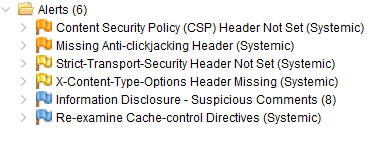 Alerts (6)
Content Security Policy (CSP) Header Not Set (Systemic)
Missing Anti-clickjacking Header (Systemic)
Strict-Transport-Security Header Not Set (Systemic)
X-Content-Type-Options Header Missing (Systemic)
Information Disclosure - Suspicious Comments (8)
Re-examine Cache-control Directives (Systemic)